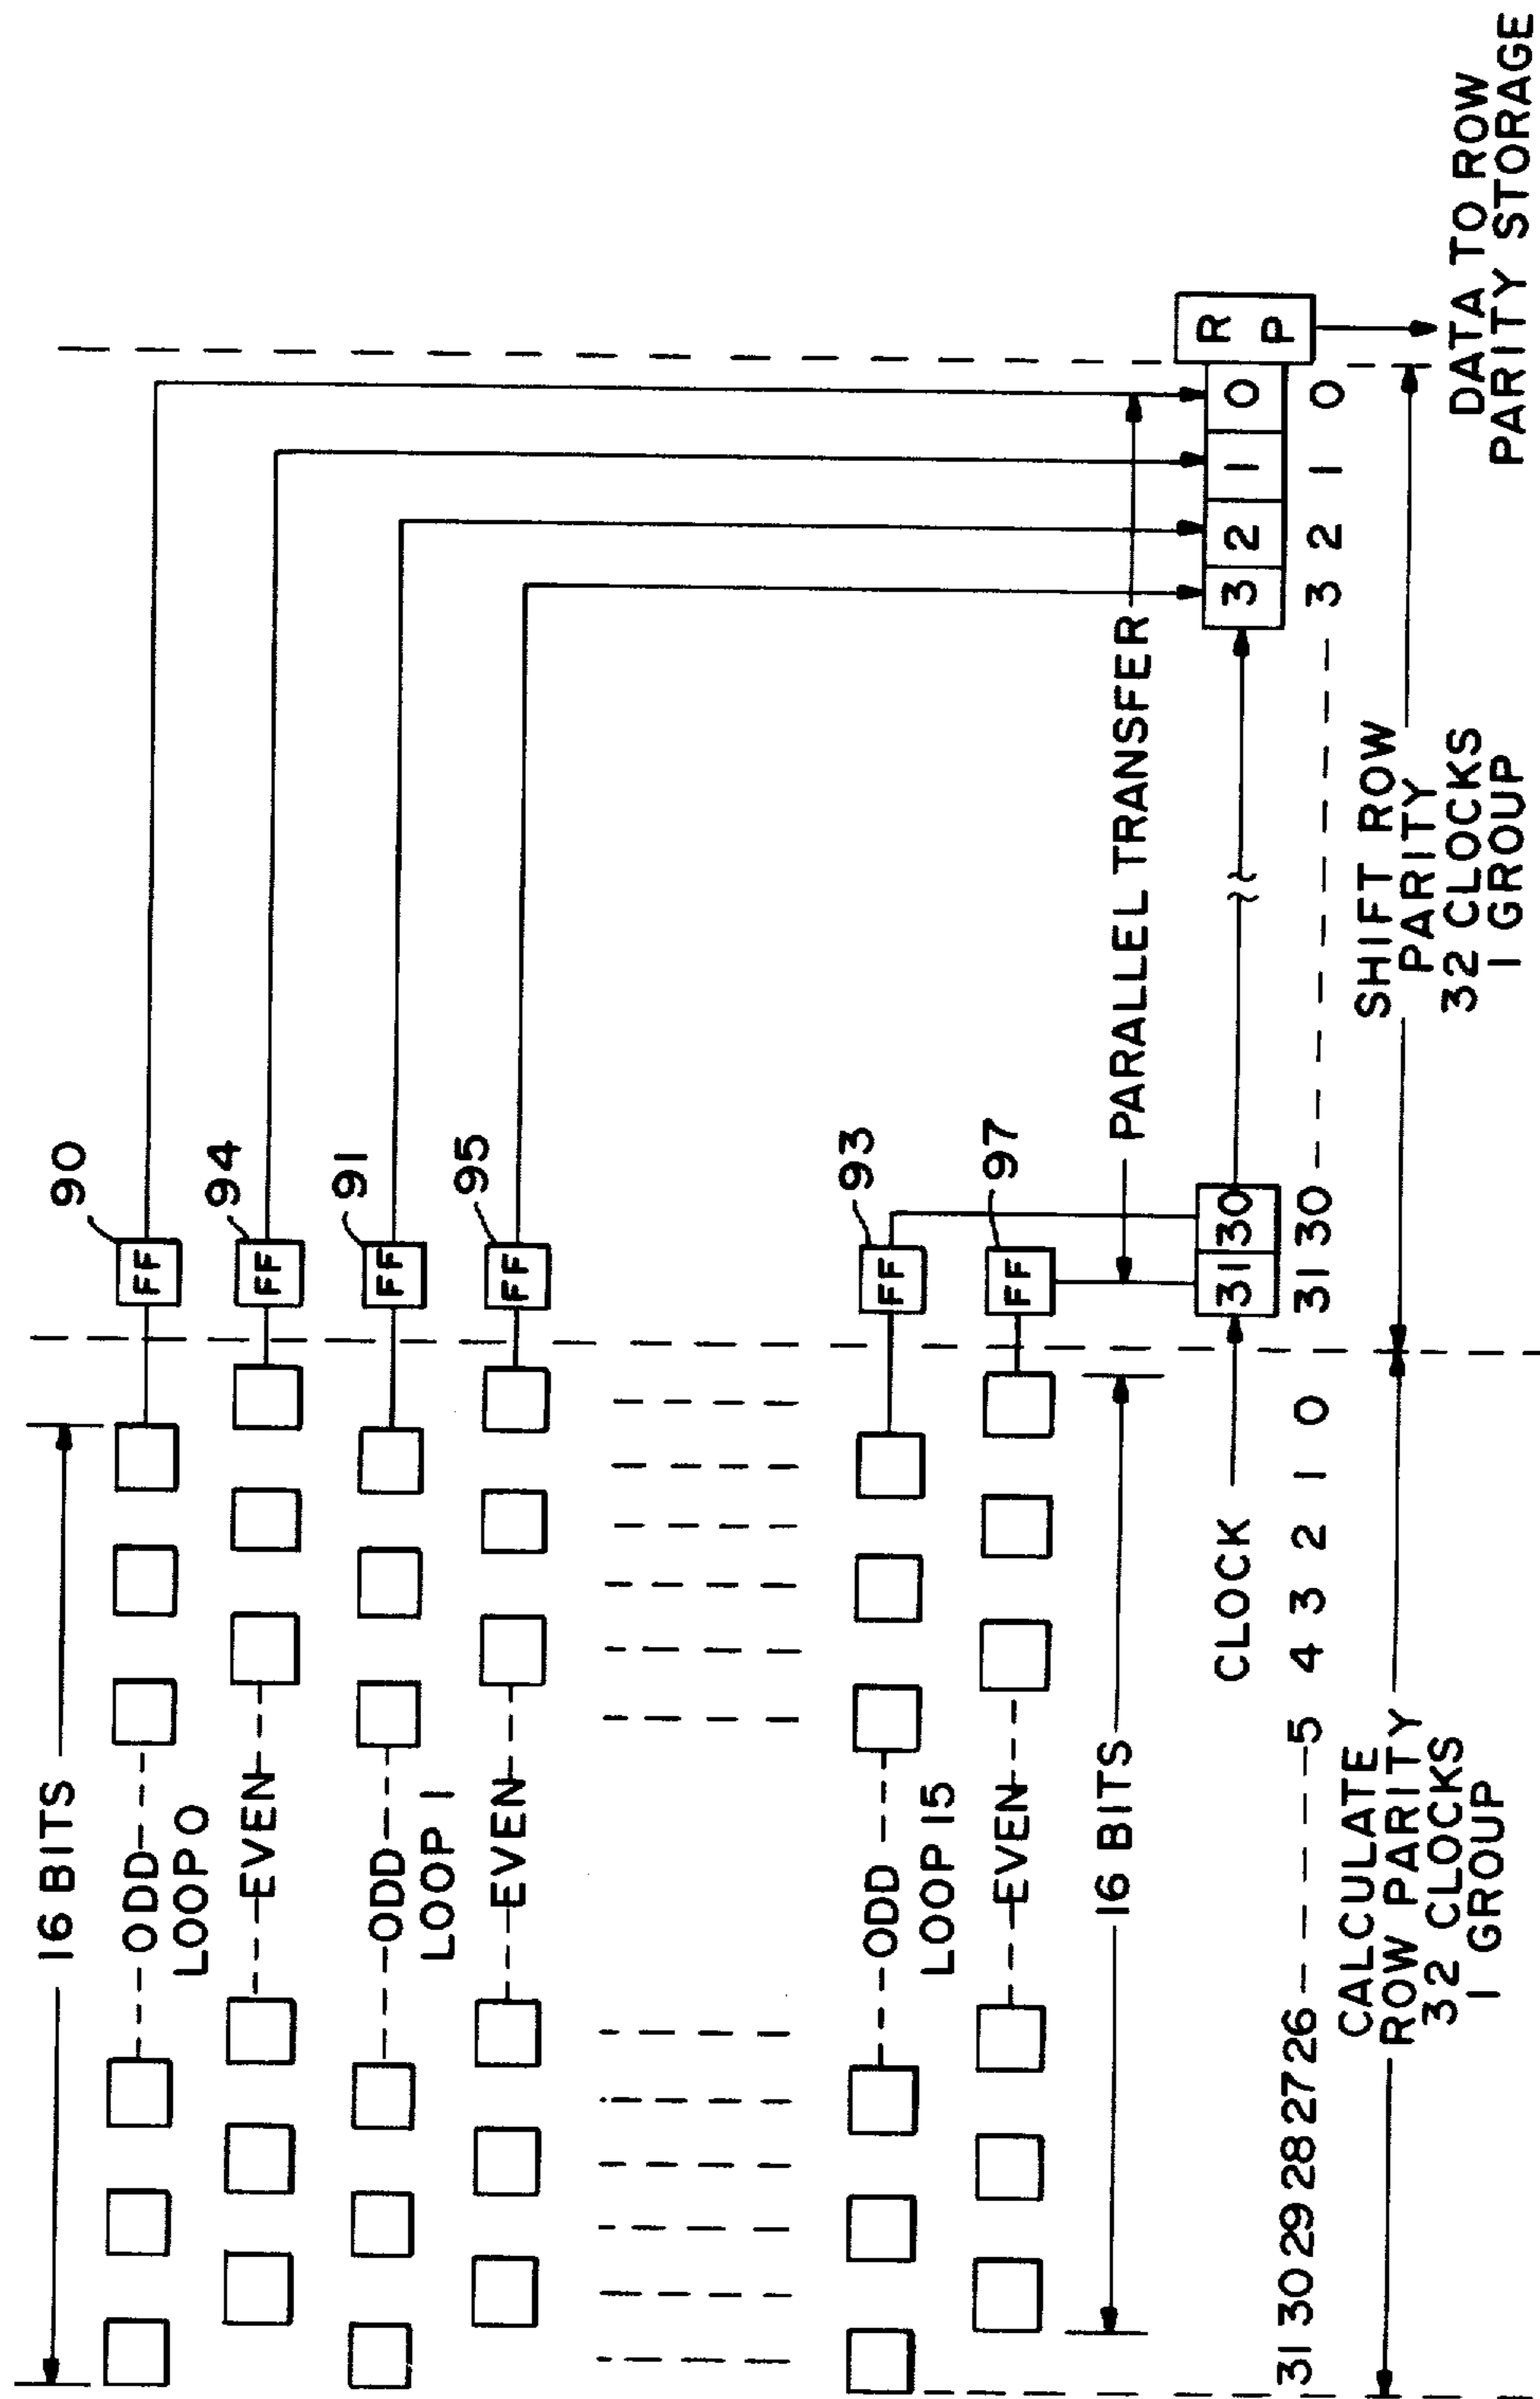 16 BITS
ODD
LOOP 0
FF
90
EVEN
FF
94
ODD
LOOP 1
FF
91
EVEN
FF
95
ODD
LOOP 15
FF
93
EVEN
FF
97
16 BITS
PARALLEL TRANSFER
CLOCK
31 30
3 2 1 0
R P
31 30 29 28 27 26
5 4 3 2 1 0
31 30
3 2 1 0
CALCULATE
ROW PARITY
32 CLOCKS
1 GROUP
SHIFT ROW
PARITY
32 CLOCKS
1 GROUP
DATA TO ROW
PARITY STORAGE